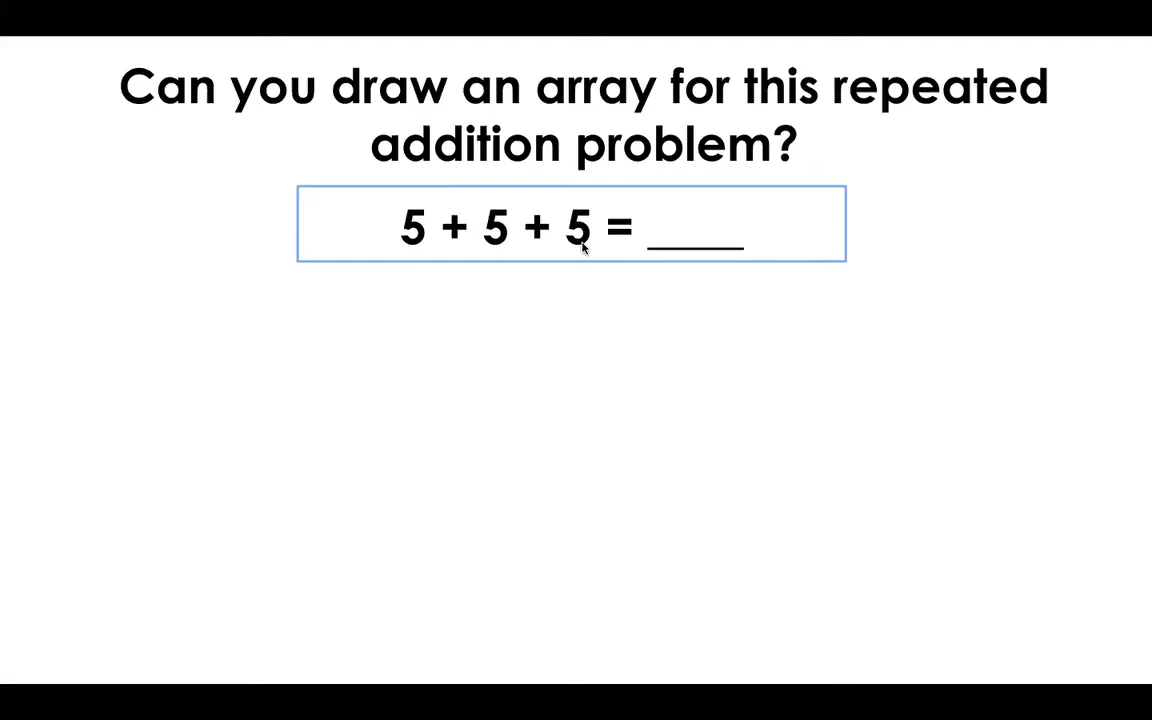 Can you draw an array for this repeated
addition problem?
5 + 5 + 5 = ____